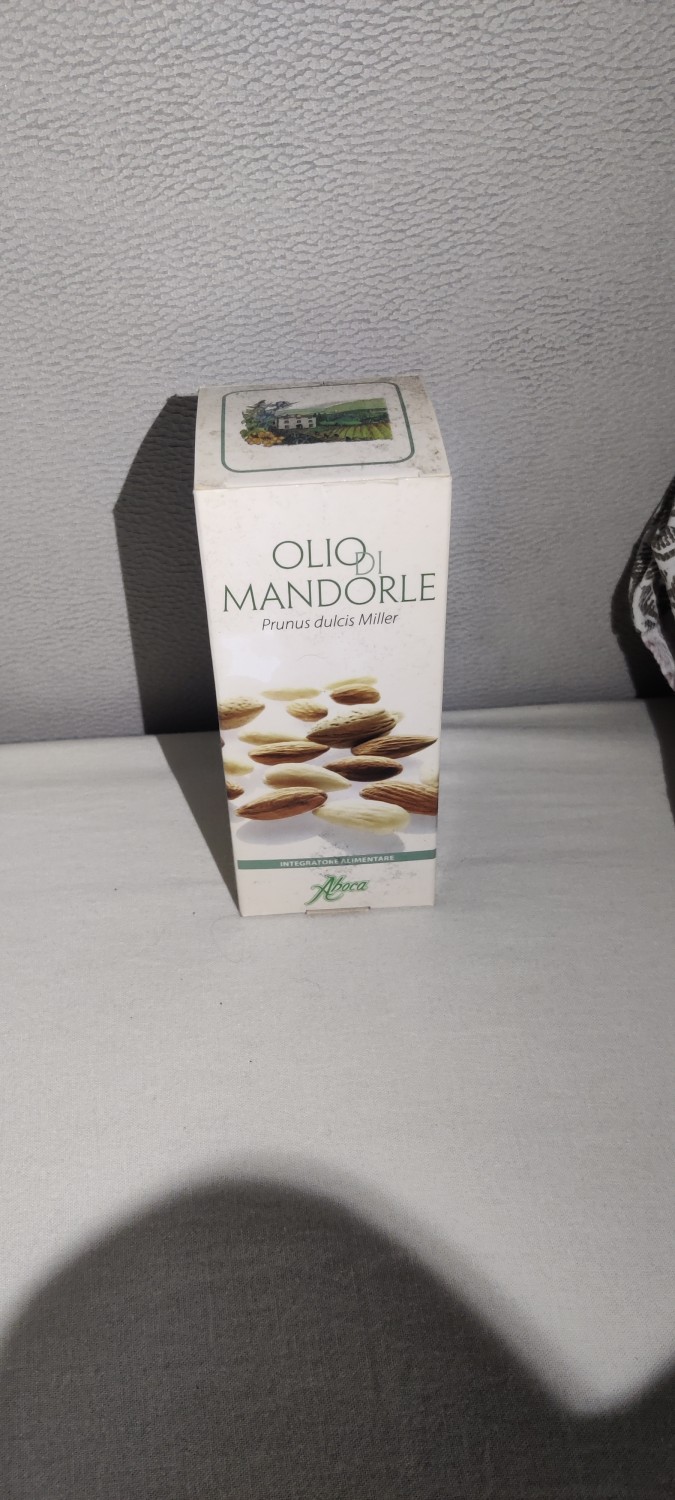 OLIO
DI
MANDORLE
Prunus dulcis Miller
INTEGRATORE ALIMENTARE
Aboca